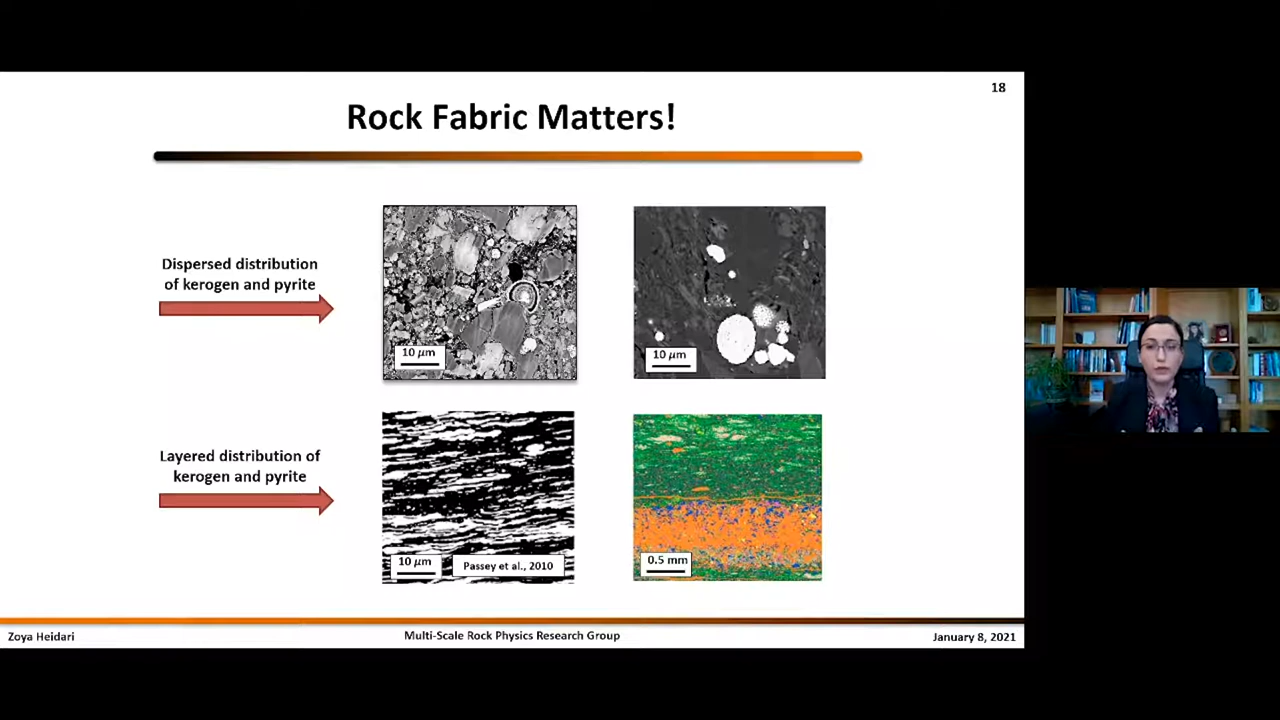 18
Rock Fabric Matters!
Dispersed distribution
of kerogen and pyrite
10 μm
10 μm
Layered distribution of
kerogen and pyrite
10 μm
Passey et al., 2010
0.5 mm
Zoya Heidari
Multi-Scale Rock Physics Research Group
January 8, 2021